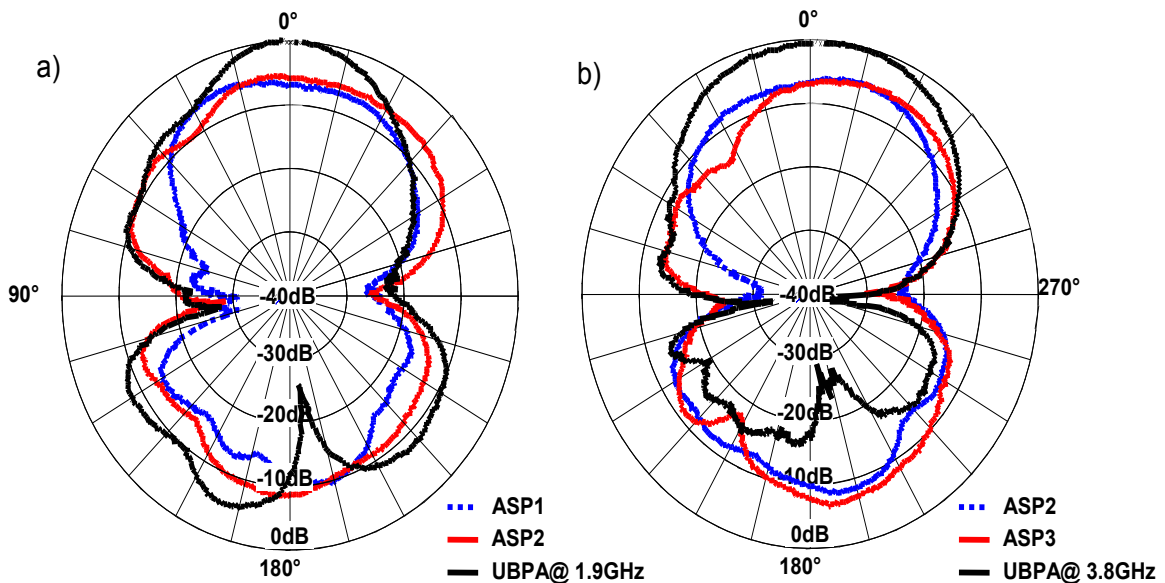 a)
0°
90°
-40dB
-30dB
-20dB
-10dB
0dB
180°
ASP1
ASP2
UBPA@ 1.9GHz
b)
0°
270°
-40dB
-30dB
-20dB
10dB
0dB
180°
ASP2
ASP3
UBPA@ 3.8GHz